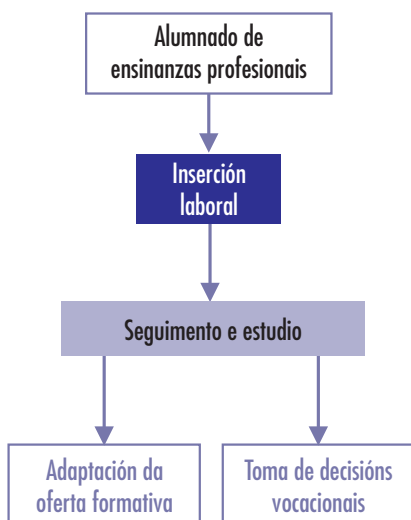 Alumnado de
ensinanzas profesionais
Inserción
laboral
Seguimento e estudio
Adaptación da
oferta formativa
Toma de decisións
vocacionais